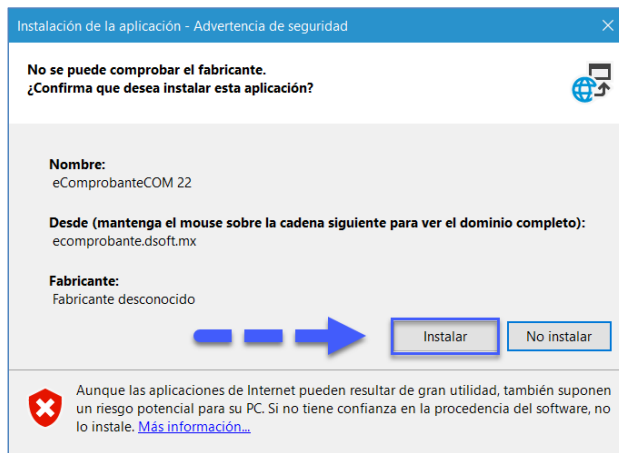 Instalación de la aplicación - Advertencia de seguridad
No se puede comprobar el fabricante.
¿Confirma que desea instalar esta aplicación?
Nombre:
eComprobanteCOM 22
Desde (mantenga el mouse sobre la cadena siguiente para ver el dominio completo):
ecomprobante.dsoft.mx
Fabricante:
Fabricante desconocido
Instalar
No instalar
Aunque las aplicaciones de Internet pueden resultar de gran utilidad, también suponen
un riesgo potencial para su PC. Si no tiene confianza en la procedencia del software, no
lo instale. Más información...